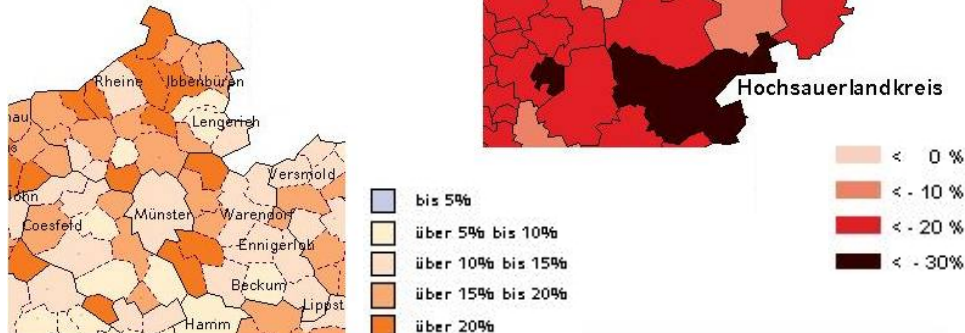 Rheine
Ibbenbüren
Lengerich
Versmold
Münster
Warendorf
Coesfeld
Ennigerloh
Beckum
Lippst
Hamm
bis 5%
über 5% bis 10%
über 10% bis 15%
über 15% bis 20%
über 20%
Hochsauerlandkreis
< 0 %
< - 10 %
< - 20 %
< - 30%